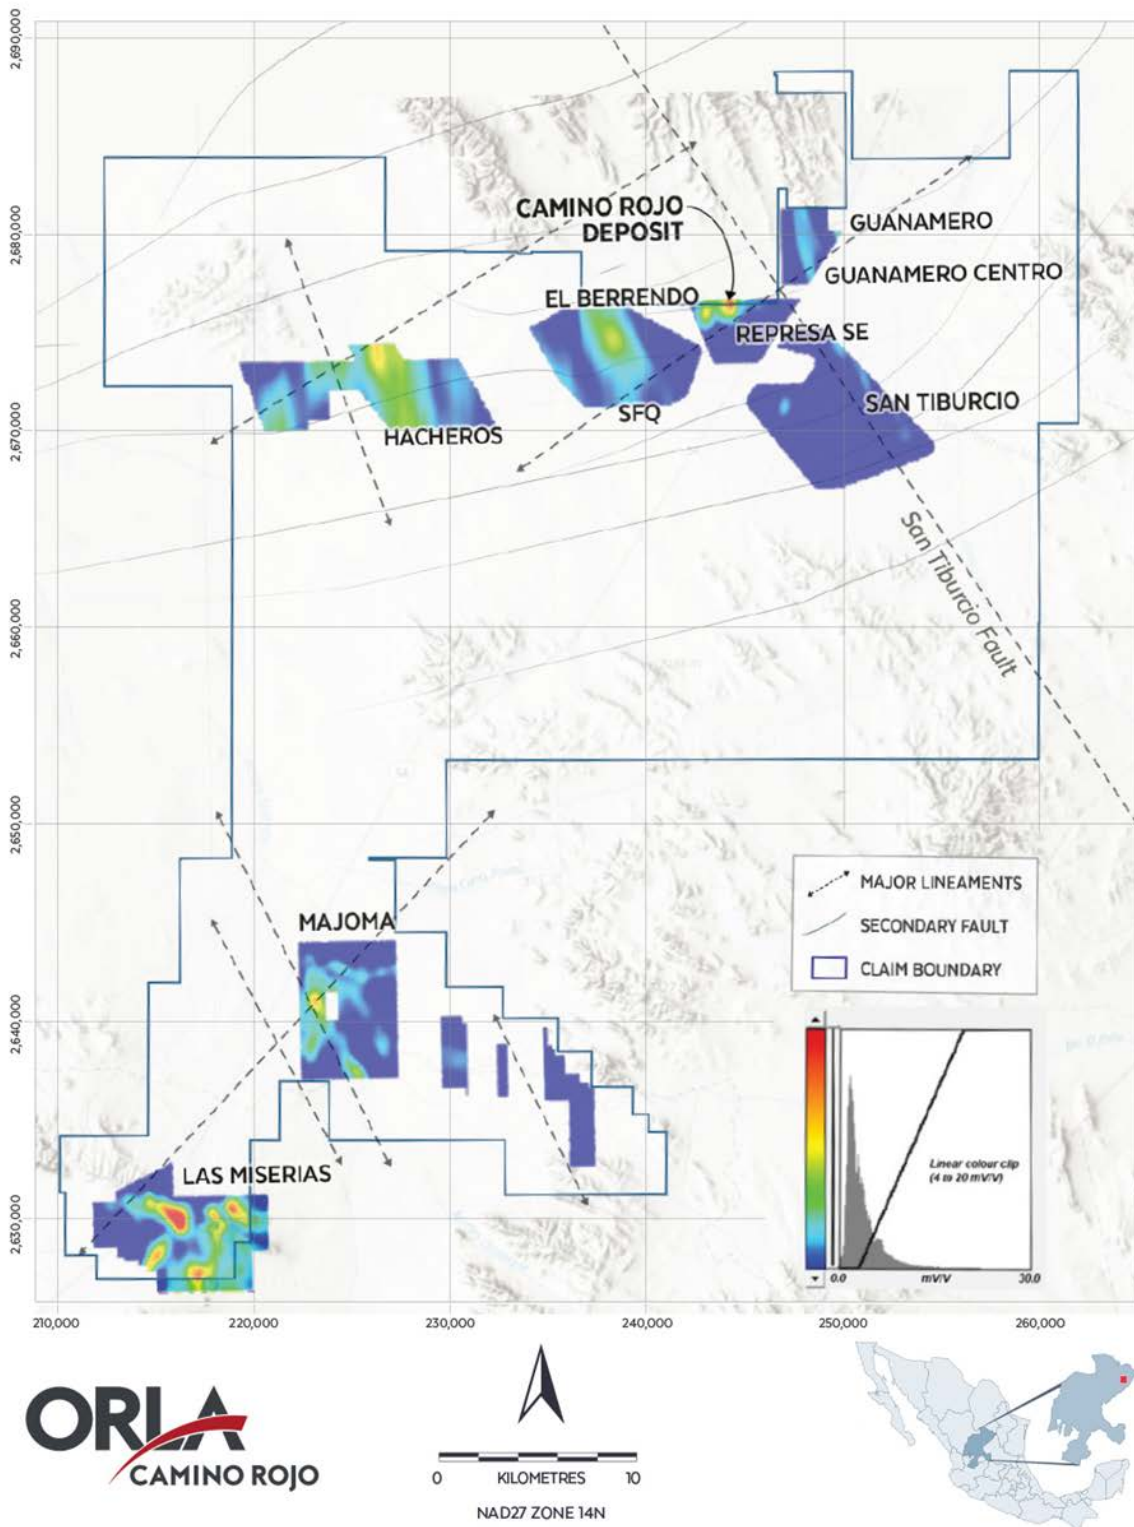 2,690,000
2,680,000
2,670,000
2,660,000
2,650,000
2,640,000
2,630,000
CAMINO ROJO
DEPOSIT
GUANAMERO
GUANAMERO CENTRO
EL BERRENDO
REPRESA SE
SAN TIBURCIO
SFQ
HACHEROS
San Tiburcio Fault
MAJOMA
LAS MISERIAS
MAJOR LINEAMENTS
SECONDARY FAULT
CLAIM BOUNDARY
Linear colour clip
(4 to 20 mV/V)
0.0 mV/V 30.0
210,000 220,000 230,000 240,000 250,000 260,000
ORLA
CAMINO ROJO
0 KILOMETRES 10
NAD27 ZONE 14N